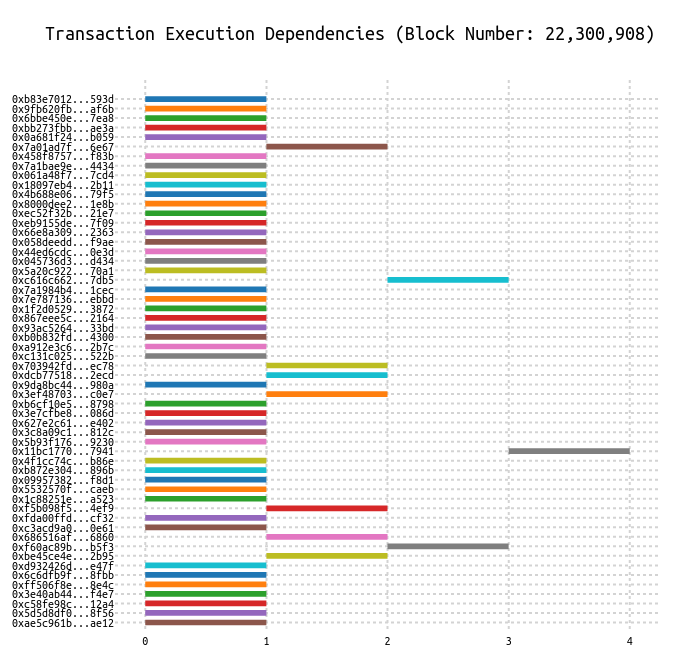 Transaction Execution Dependencies (Block Number: 22,300,908)
0xb83e7012...593d
0x9fb620fb...af6b
0x6bbe450e...7ea8
0xbb273fbb...ae3a
0x0a681f24...b059
0x7a01ad7f...6e67
0x458f8757...f83b
0x7a1bae9e...4434
0x061a48f7...7cd4
0x18097eb4...2b11
0x4b688e06...79f5
0x8000dee2...1e8b
0xec52f32b...21e7
0xeb9155de...7f09
0x66e8a309...2363
0x058deedd...f9ae
0x44ed6cdc...0e3d
0x045736d3...d434
0x5a20c922...70a1
0xc616c662...7db5
0x7a1984b4...1cec
0x7e787136...ebbd
0x1f2d0529...3872
0x867eee5c...2164
0x93ac5264...33bd
0xb0b832fd...4300
0xa912e3c6...2b7c
0xc131c025...522b
0x703942fd...ec78
0xdcb77518...2ecd
0x9da8bc44...980a
0x3ef48703...c0e7
0xb6cf10e5...8798
0x3e7cfbe8...086d
0x627e2c61...e402
0x3c8a09c1...812c
0x5b93f176...9230
0x11bc1770...7941
0x4f1cc74c...b86e
0xb872e304...896b
0x09957382...f8d1
0x5532570f...caeb
0x1c88251e...a523
0xf5b098f5...4ef9
0xfda00ffd...cf32
0xc3acd9a0...0e61
0x686516af...6860
0xf60ac89b...b5f3
0xbe45ce4e...2b95
0xd932426d...e47f
0x6c6dfb9f...8fbb
0xff506f8e...8e4c
0x3e40ab44...f4e7
0xc58fe98c...12a4
0x5d5d8df0...8f56
0xae5c961b...ae12
0 1 2 3 4